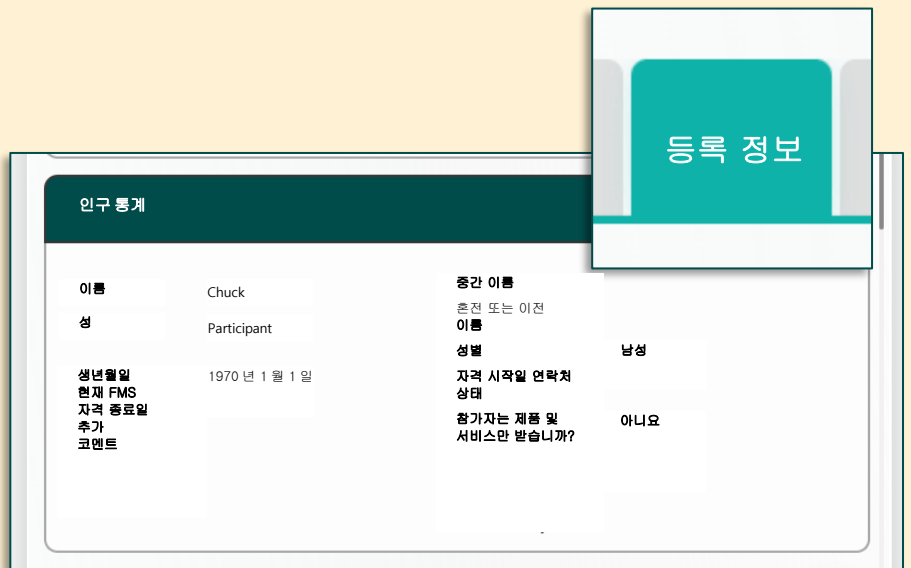 등록 정보
인구 통계
이름
Chuck
성
Participant
생년월일
1970 년 1 월 1 일
현재 FMS
자격 종료일
추가
코멘트
중간 이름
혼전 또는 이전
이름
성별
남성
자격 시작일 연락처
상태
참가자는 제품 및
서비스만 받습니까?
아니요